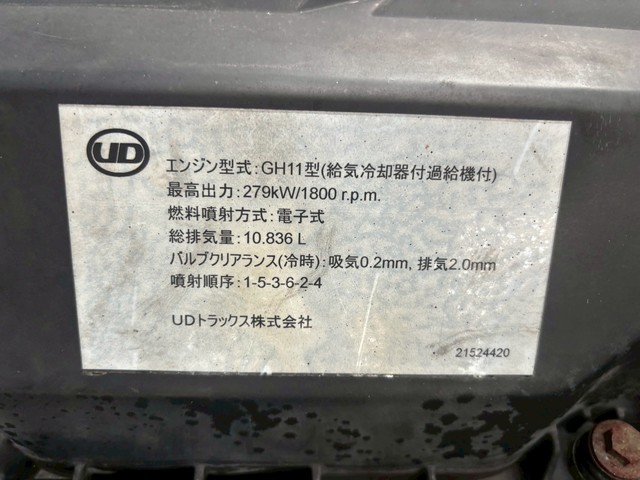 UD
エンジン型式:GH11型(給気冷却器付過給機付)
最高出力:279kW/1800 r.p.m.
燃料噴射方式:電子式
総排気量:10.836 L
バルブクリアランス(冷時):吸気0.2mm, 排気2.0mm
噴射順序:1-5-3-6-2-4
UDトラックス株式会社
21524420